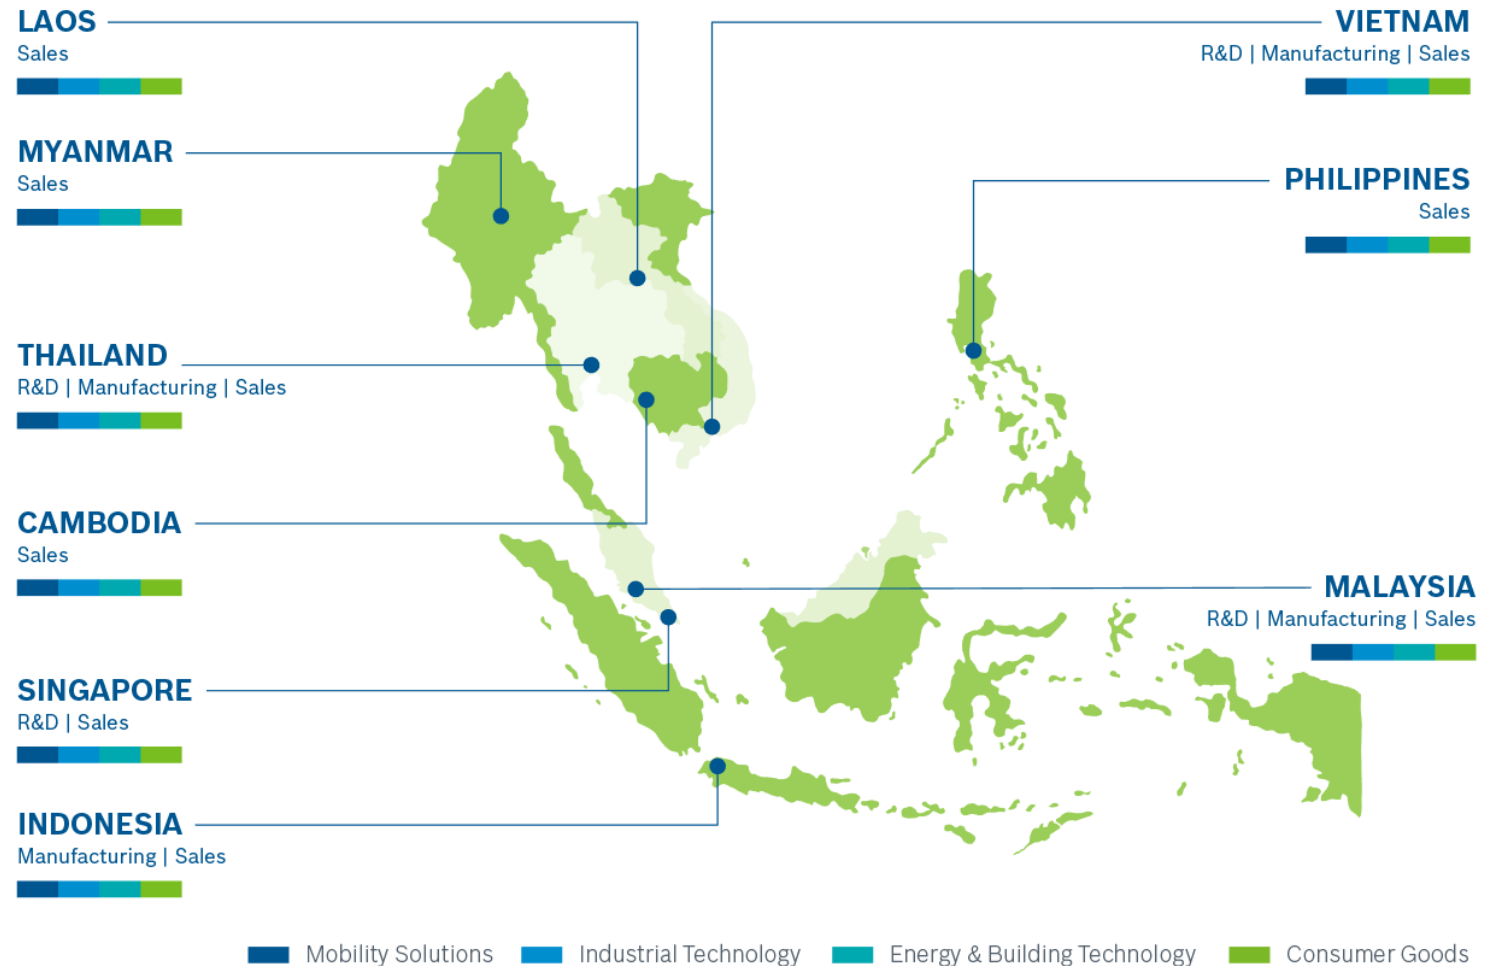 LAOS
Sales
MYANMAR
Sales
THAILAND
R&D | Manufacturing | Sales
CAMBODIA
Sales
SINGAPORE
R&D | Sales
INDONESIA
Manufacturing | Sales
VIETNAM
R&D | Manufacturing | Sales
PHILIPPINES
Sales
MALAYSIA
R&D | Manufacturing | Sales
Mobility Solutions Industrial Technology Energy & Building Technology Consumer Goods